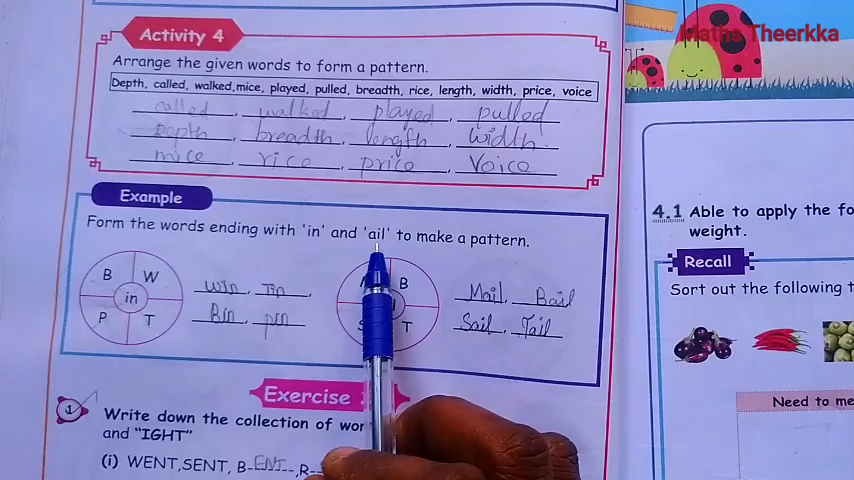 Maths Theerkka
Activity 4
Arrange the given words to form a pattern.
Depth, called, walked,mice, played, pulled, breadth, rice, length, width, price, voice
called, walked, played, pulled
Depth, breadth, length, width.
mice, rice, price, Voice
Example
Form the words ending with 'in' and 'ail' to make a pattern.
B W
in
P T
win, Tin,
Bin, pin
B
T
Mail, Bail
Sail, Tail
Exercise
1 Write down the collection of
and "IGHT"
(i) WENT,SENT, B-ENT--,R-
4.1 Able to apply the
weight.
Recall
Sort out the following
Need to